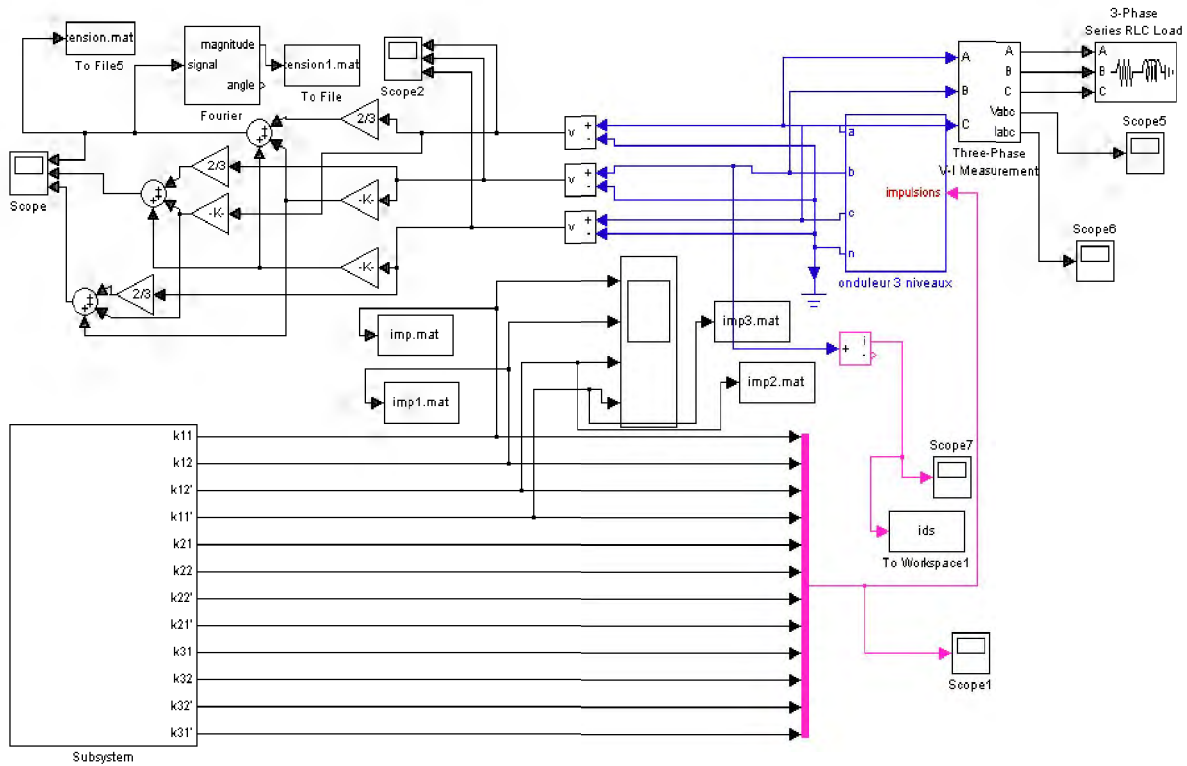 3-Phase
Series RLC Load
ension.mat
To File5
magnitude
signal
angle
Fourier
ension1.mat
To File
Scope2
A
B
C
A
B
C
Vabc
Iabc
A
B
C
Three-Phase
V-I Measurement
Scope5
Scope6
2/3
2/3
-K-
-K-
-K-
2/3
Scope
v
+
-
v
+
-
v
+
-
a
b
c
n
impulsions
onduleur 3 niveaux
imp.mat
imp1.mat
imp3.mat
imp2.mat
+
i
-
Scope7
ids
To Workspace1
Scope1
k11
k12
k12'
k11'
k21
k22
k22'
k21'
k31
k32
k32'
k31'
Subsystem